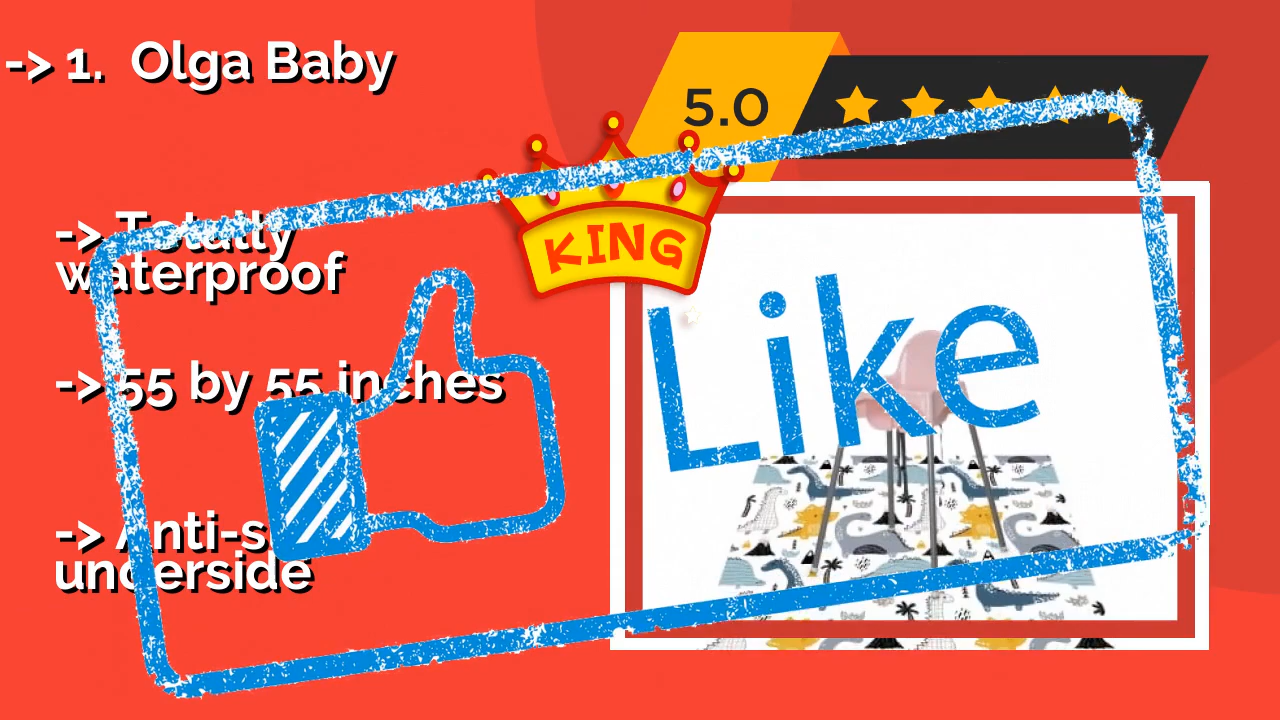 -> 1. Olga Baby
5.0
KING
-> Totally
waterproof
Like
-> 55 by 55 inches
-> Anti-s
underside